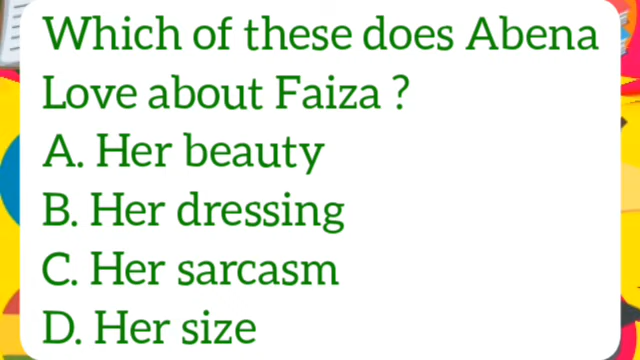 Which of these does Abena
Love about Faiza ?
A. Her beauty
B. Her dressing
C. Her sarcasm
D. Her size